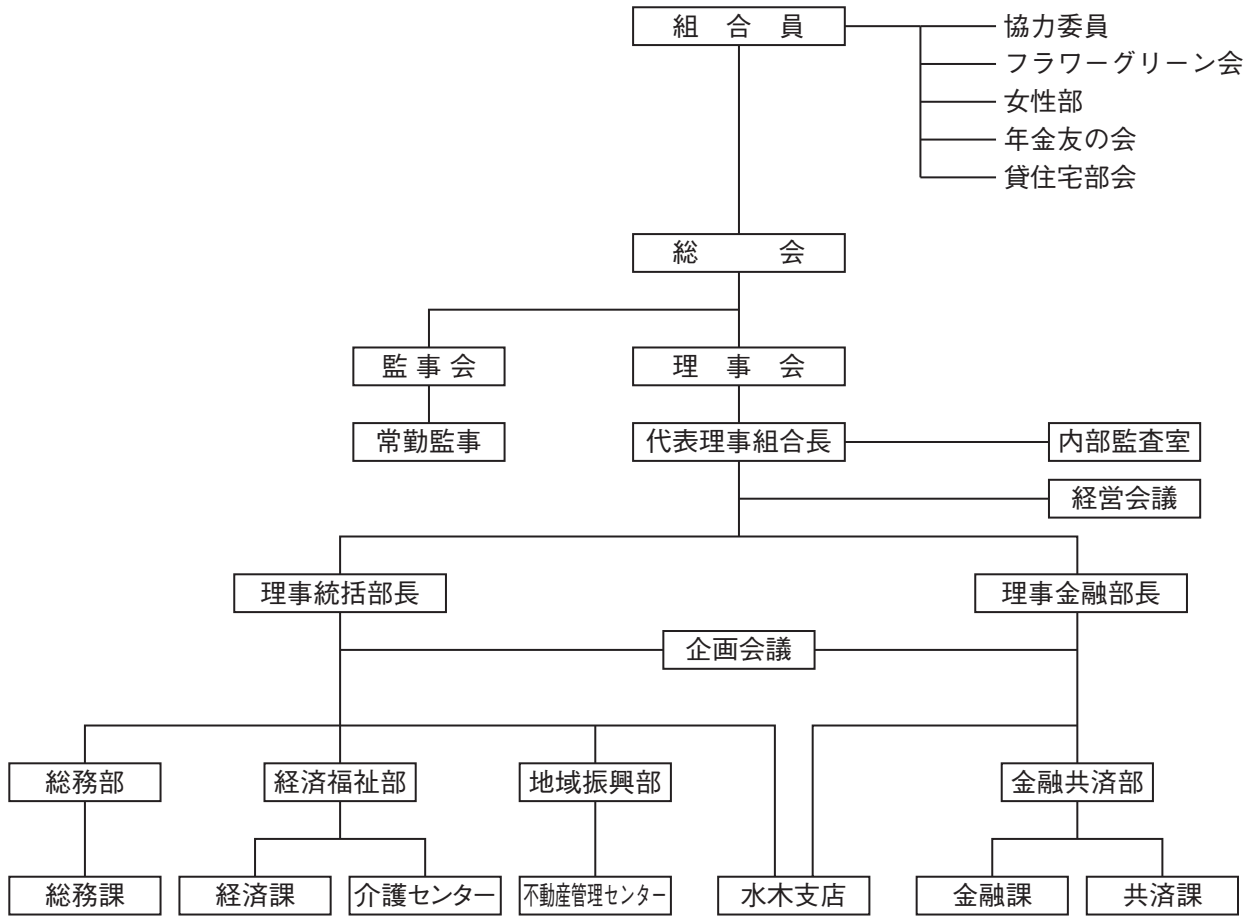 組合員
協力委員
フラワーグリーン会
女性部
年金友の会
貸住宅部会
総会
監事会
理事会
常勤監事
代表理事組合長
内部監査室
経営会議
理事統括部長
理事金融部長
企画会議
総務部
経済福祉部
地域振興部
金融共済部
総務課
経済課
介護センター
不動産管理センター
水木支店
金融課
共済課